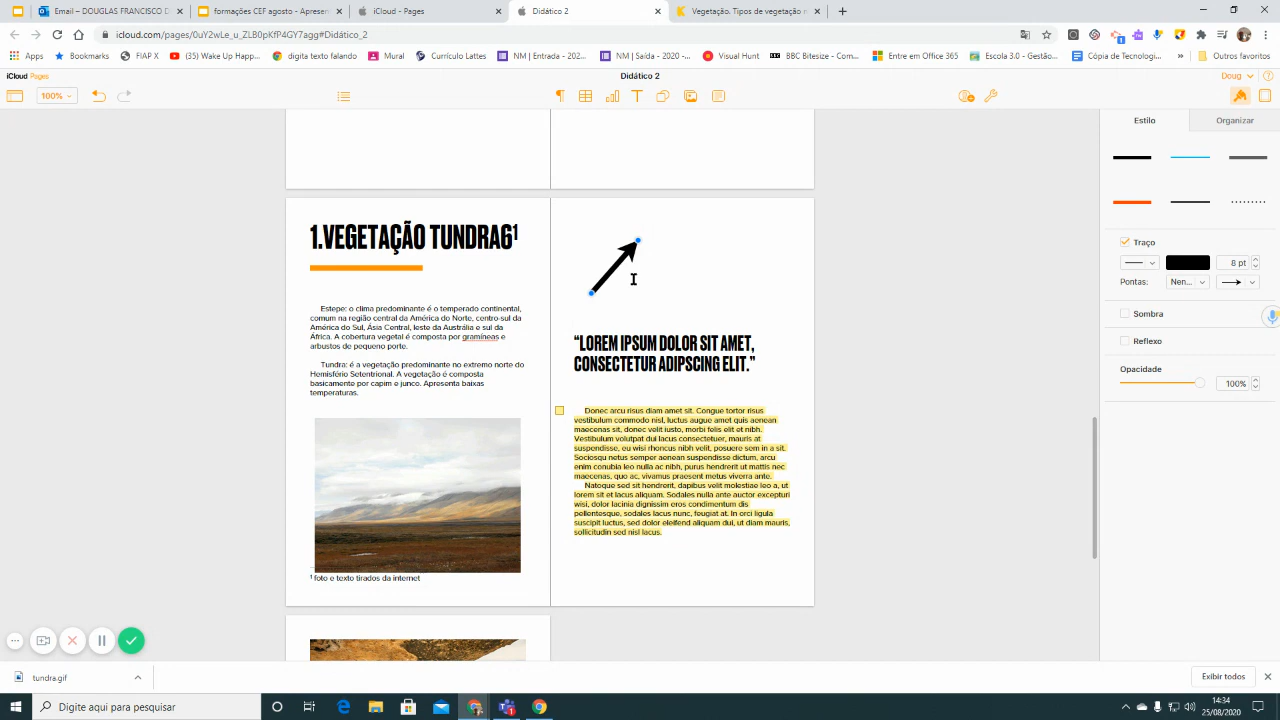 Email – DOUGLAS FRANCISCO D
formações CEF agosto - Apresen
iCloud - Pages
Didático 2
Vegetação. Tipos de vegetação n
icloud.com/pages/0uY2wLe_u_ZLB0pKfP4GY7agg#Didático_2
Apps
Bookmarks
FIAP X
(35) Wake Up Happ...
digita texto falando
Mural
Currículo Lattes
NM | Entrada - 202...
NM | Saída - 2020 -...
Visual Hunt
BBC Bitesize - Com...
Entre em Office 365
Escola 3.0 - Gestão...
Cópia de Tecnologi...
»
Outros favoritos
iCloud Pages
Didático 2
Doug
100%
Estilo
Organizar
Traço
8 pt
Pontas:
Nen...
Sombra
Reflexo
Opacidade
100%
1.VEGETAÇÃO TUNDRA6¹
Estepe: o clima predominante é o temperado continental,
comum na região central da América do Norte, centro-sul da
América do Sul, Ásia Central, leste da Austrália e sul da
África. A cobertura vegetal é composta por gramíneas e
arbustos de pequeno porte.
Tundra: é a vegetação predominante no extremo norte do
Hemisfério Setentrional. A vegetação é composta
basicamente por capim e junco. Apresenta baixas
temperaturas.
¹ foto e texto tirados da internet
“LOREM IPSUM DOLOR SIT AMET,
CONSECTETUR ADIPSCING ELIT.”
Donec arcu risus diam amet sit. Congue tortor risus
vestibulum commodo nisl, luctus augue amet quis aenean
maecenas sit, donec velit iusto, morbi felis elit et nibh.
Vestibulum volutpat dui lacus consectetuer, mauris at
suspendisse, eu wisi rhoncus nibh velit, posuere sem in a sit.
Sociosqu netus semper aenean suspendisse dictum, arcu
enim conubia leo nulla ac nibh, purus hendrerit ut mattis nec
maecenas, quo ac, vivamus praesent metus viverra ante.
Natoque sed sit hendrerit, dapibus velit molestiae leo a, ut
lorem sit et lacus aliquam. Sodales nulla ante auctor excepturi
wisi, dolor lacinia dignissim eros condimentum dis
pellentesque, sodales lacus nunc, feugiat at. In orci ligula
suscipit luctus, sed dolor eleifend aliquam dui, ut diam mauris,
sollicitudin sed nisl lacus.
tundra.gif
Exibir todos
Digite aqui para pesquisar
14:34
25/08/2020